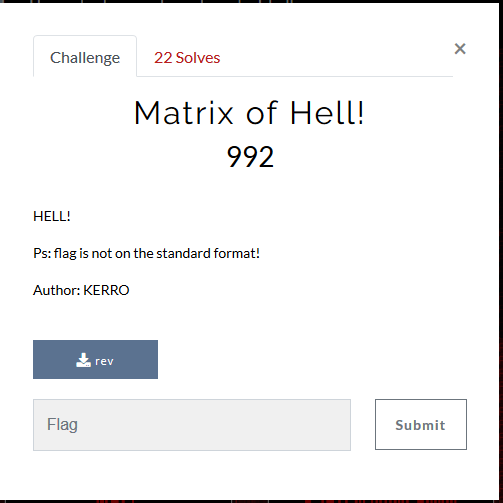 Challenge
22 Solves
×
Matrix of Hell!
992
HELL!
Ps: flag is not on the standard format!
Author: KERRO
rev
Flag
Submit